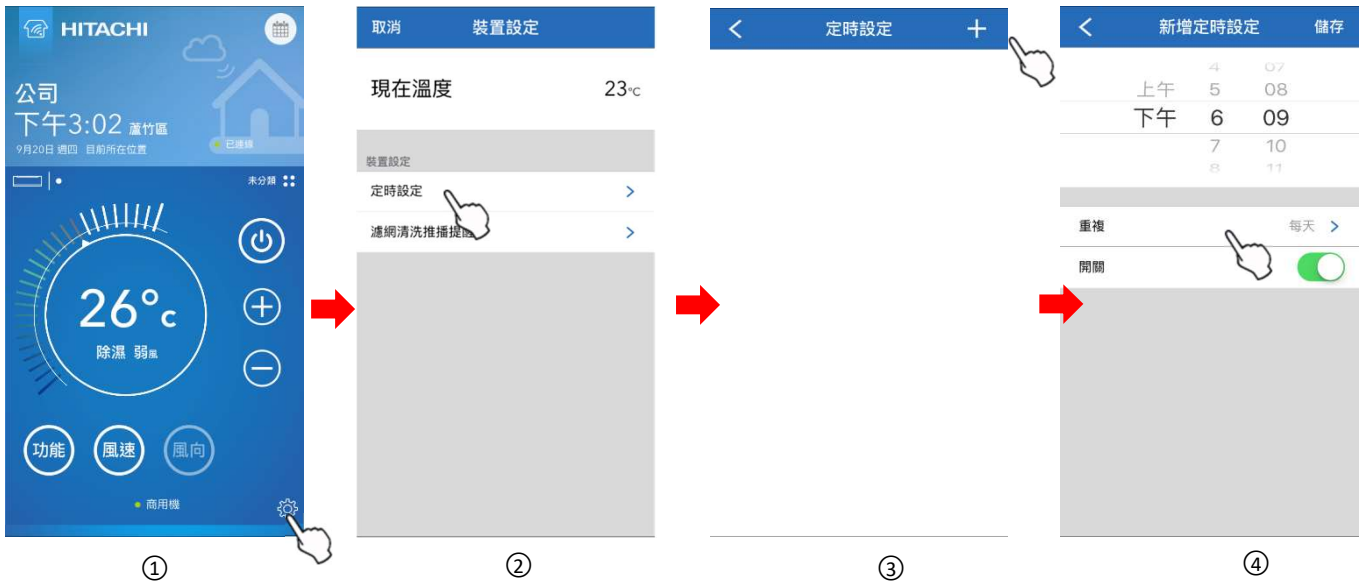 HITACHI
公司
下午3:02 蘆竹區
9月20日 週四 目前所在位置
已連線
未分類
26°c
除濕 弱風
功能 風速 風向
商用機
①
取消 裝置設定
現在溫度 23°c
裝置設定
定時設定
濾網清洗推播提醒
②
定時設定
③
新增定時設定 儲存
4 07
上午 5 08
下午 6 09
7 10
8 11
重複 每天
開關
④